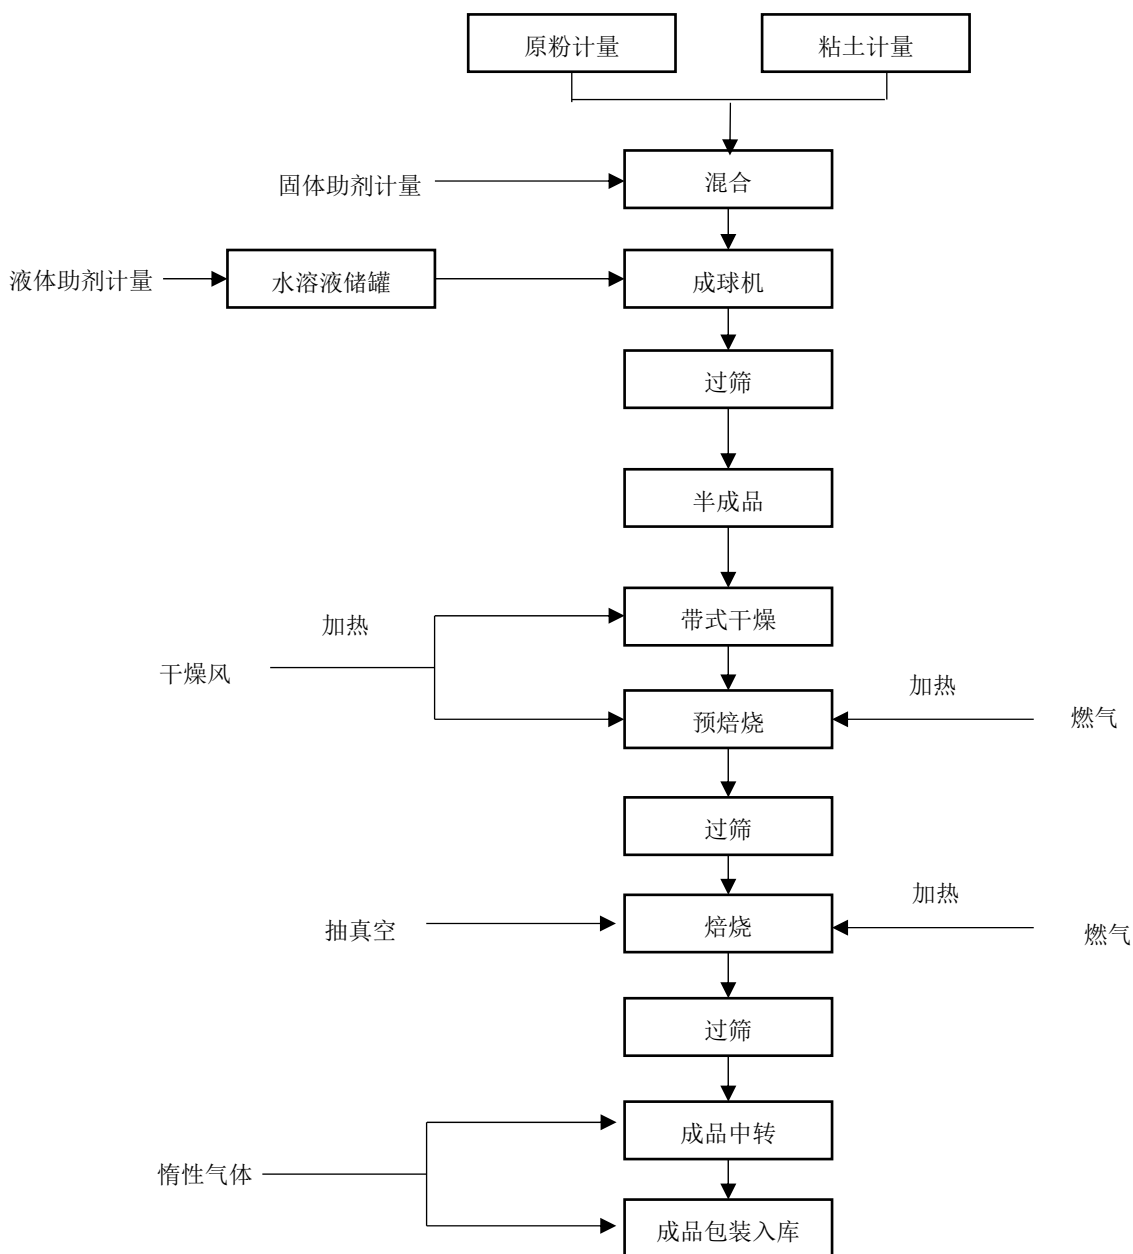 原粉计量
粘土计量
固体助剂计量
混合
液体助剂计量
水溶液储罐
成球机
过筛
半成品
加热
带式干燥
干燥风
加热
预焙烧
燃气
过筛
加热
抽真空
焙烧
燃气
过筛
成品中转
惰性气体
成品包装入库